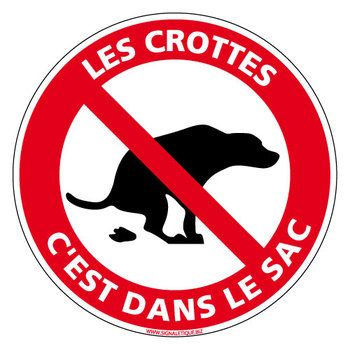 LES CROTTES
C'EST DANS LE SAC
WWW.SIGNALETIQUE.BIZ